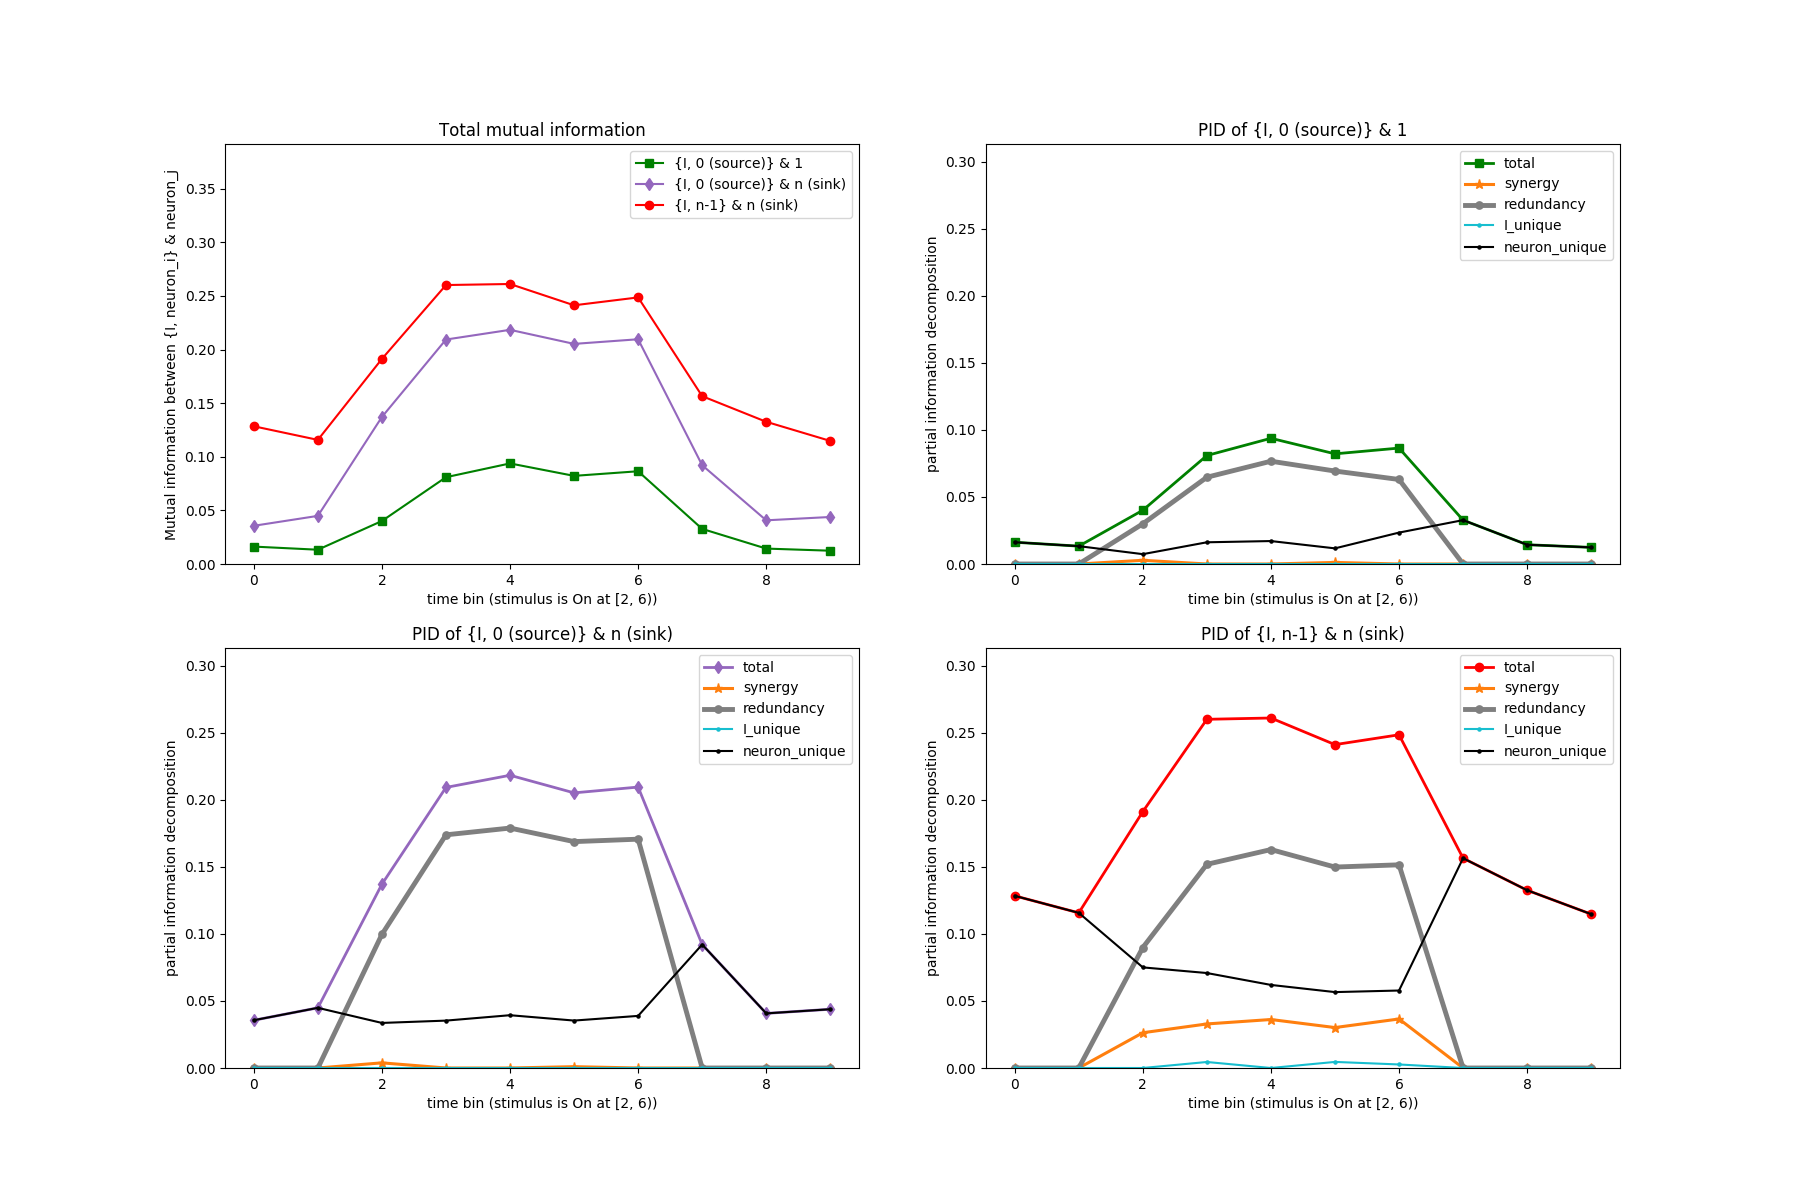 Total mutual information
Mutual information between {I, neuron_i} & neuron_j
0.35
0.30
0.25
0.20
0.15
0.10
0.05
0.00
{I, 0 (source)} & 1
{I, 0 (source)} & n (sink)
{I, n-1} & n (sink)
0 2 4 6 8
time bin (stimulus is On at [2, 6))
PID of {I, 0 (source)} & 1
partial information decomposition
0.30
0.25
0.20
0.15
0.10
0.05
0.00
total
synergy
redundancy
I_unique
neuron_unique
0 2 4 6 8
time bin (stimulus is On at [2, 6))
PID of {I, 0 (source)} & n (sink)
partial information decomposition
0.30
0.25
0.20
0.15
0.10
0.05
0.00
total
synergy
redundancy
I_unique
neuron_unique
0 2 4 6 8
time bin (stimulus is On at [2, 6))
PID of {I, n-1} & n (sink)
partial information decomposition
0.30
0.25
0.20
0.15
0.10
0.05
0.00
total
synergy
redundancy
I_unique
neuron_unique
0 2 4 6 8
time bin (stimulus is On at [2, 6))